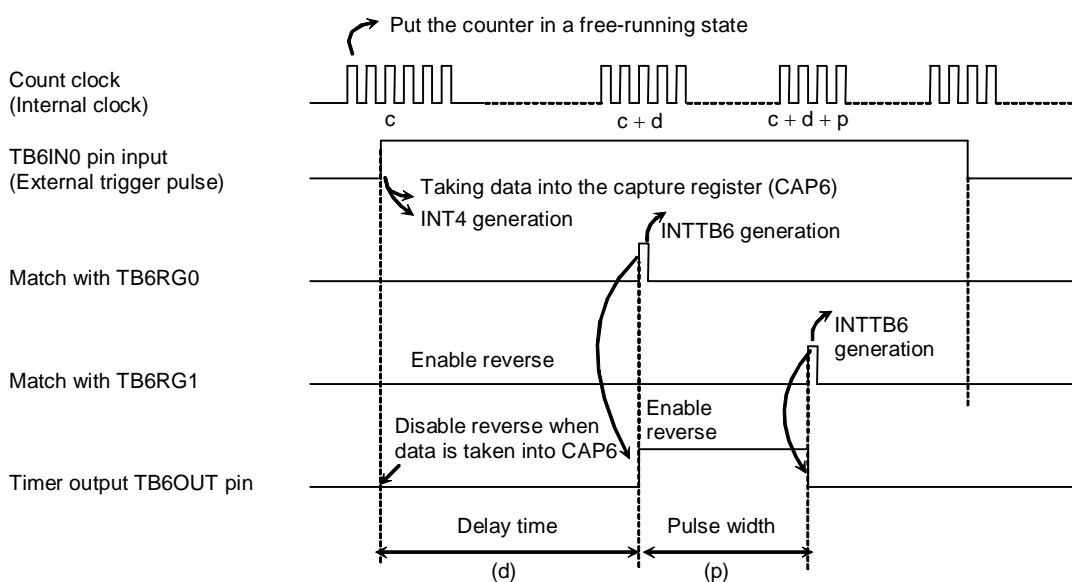 Put the counter in a free-running state
Count clock
(Internal clock)
c
c + d
c + d + p
TB6IN0 pin input
(External trigger pulse)
Taking data into the capture register (CAP6)
INT4 generation
INTTB6 generation
Match with TB6RG0
INTTB6
generation
Enable reverse
Match with TB6RG1
Enable
reverse
Disable reverse when
data is taken into CAP6
Timer output TB6OUT pin
Delay time
Pulse width
(d)
(p)